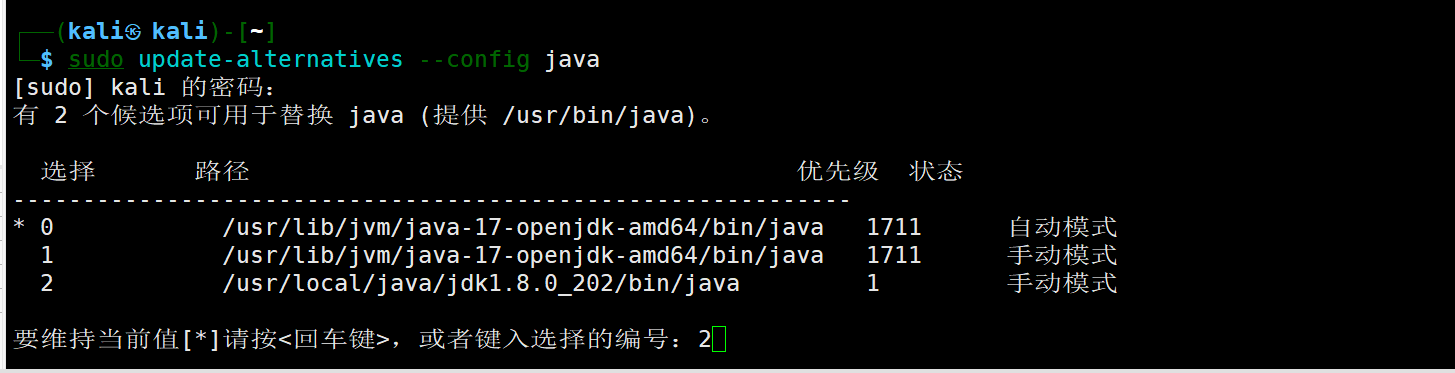 ┌──(kali㉿kali)-[~]
└─$ sudo update-alternatives --config java
[sudo] kali 的密码：
有 2 个候选项可用于替换 java (提供 /usr/bin/java)。
选择 路径 优先级 状态
------------------------------------------------------------
* 0 /usr/lib/jvm/java-17-openjdk-amd64/bin/java 1711 自动模式
1 /usr/lib/jvm/java-17-openjdk-amd64/bin/java 1711 手动模式
2 /usr/local/java/jdk1.8.0_202/bin/java 1 手动模式
要维持当前值[*]请按<回车键>，或者键入选择的编号：2